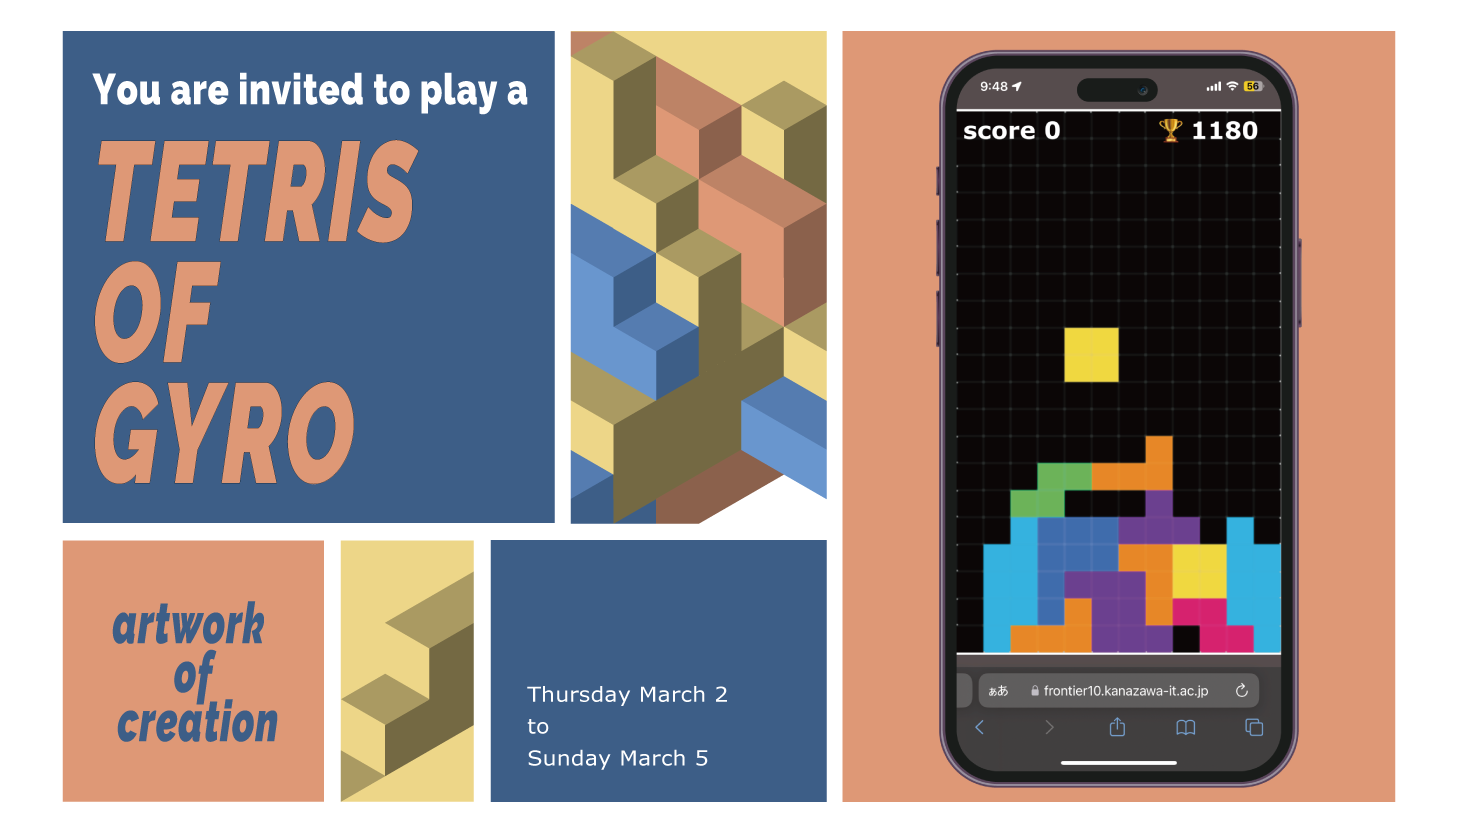 You are invited to play a
TETRIS
OF
GYRO
artwork
of
creation
Thursday March 2
to
Sunday March 5
9:48
56
score 0
🏆 1180
ぁあ
frontier10.kanazawa-it.ac.jp